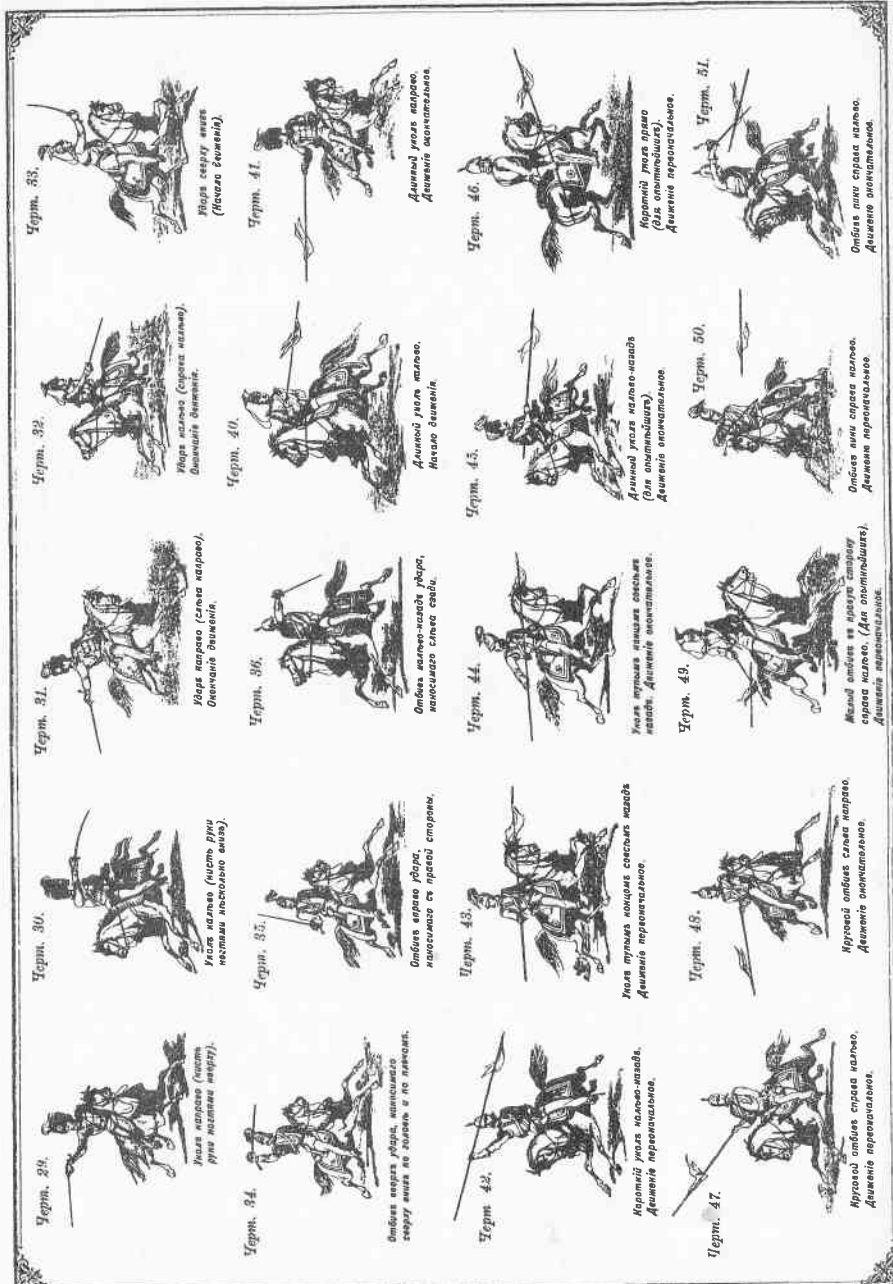 Черт. 29.
Уколъ направо (кисть
руки ногтями кверху).
Черт. 30.
Уколъ налѣво (кисть руки
ногтями нѣсколько внизъ).
Черт. 31.
Ударъ направо (слѣва направо).
Окончаніе движенія.
Черт. 32.
Ударъ налѣво (справа налѣво).
Окончаніе движенія.
Черт. 33.
Ударъ сверху внизъ
(Начало движенія).
Черт. 34.
Отбивъ вверхъ удара, наносимаго
сверху внизъ по головѣ и по плечамъ.
Черт. 35.
Отбивъ вправо удара,
наносимаго съ правой стороны.
Черт. 36.
Отбивъ налѣво-назадъ удара,
наносимаго слѣва сзади.
Черт. 40.
Длинный уколъ налѣво.
Начало движенія.
Черт. 41.
Длинный уколъ направо.
Движеніе окончательное.
Черт. 42.
Короткій уколъ налѣво-назадъ.
Движеніе первоначальное.
Черт. 43.
Уколъ тупымъ концомъ совсѣмъ назадъ
Движеніе первоначальное.
Черт. 44.
Уколъ тупымъ концомъ совсѣмъ
назадъ. Движеніе окончательное.
Черт. 45.
Длинный уколъ налѣво-назадъ
(для опытнѣйшихъ).
Движеніе окончательное.
Черт. 46.
Короткій уколъ прямо
(для опытнѣйшихъ).
Движеніе первоначальное.
Черт. 47.
Круговой отбивъ справа налѣво.
Движеніе первоначальное.
Черт. 48.
Круговой отбивъ слѣва направо.
Движеніе окончательное.
Черт. 49.
Малый отбивъ въ правую сторону
справа налѣво. (Для опытнѣйшихъ).
Движеніе первоначальное.
Черт. 50.
Отбивъ пики справа налѣво.
Движеніе первоначальное.
Черт. 51.
Отбивъ пики справа налѣво.
Движеніе окончательное.